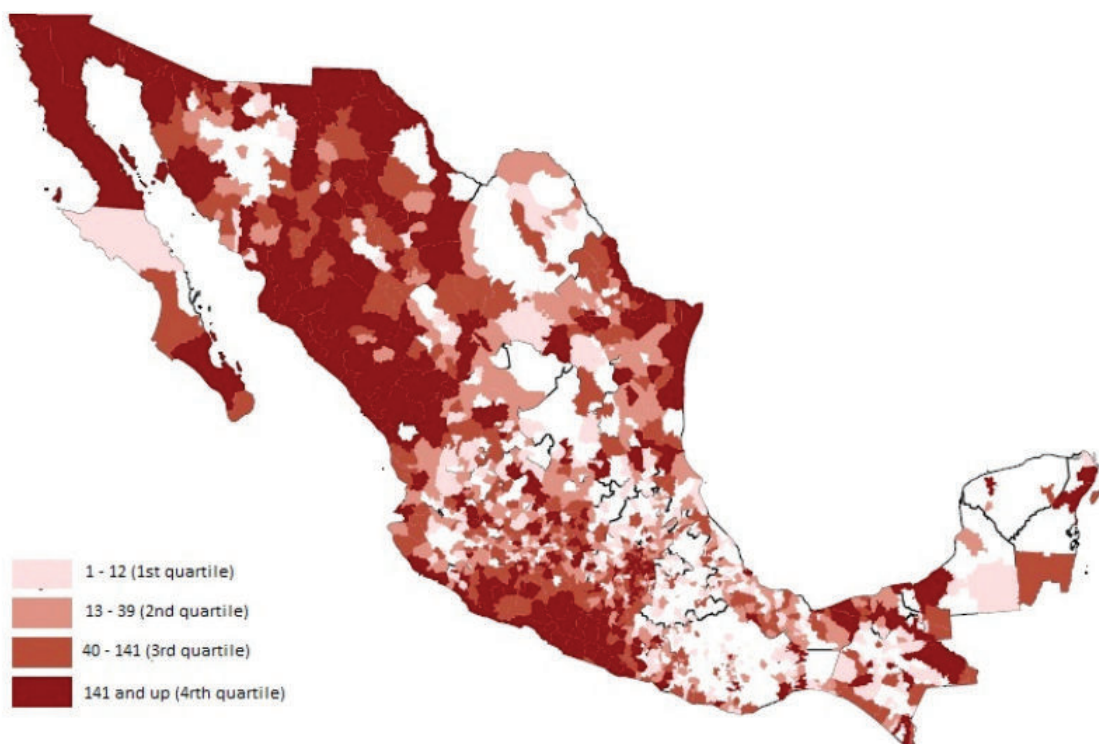 1 - 12 (1st quartile)
13 - 39 (2nd quartile)
40 - 141 (3rd quartile)
141 and up (4rth quartile)